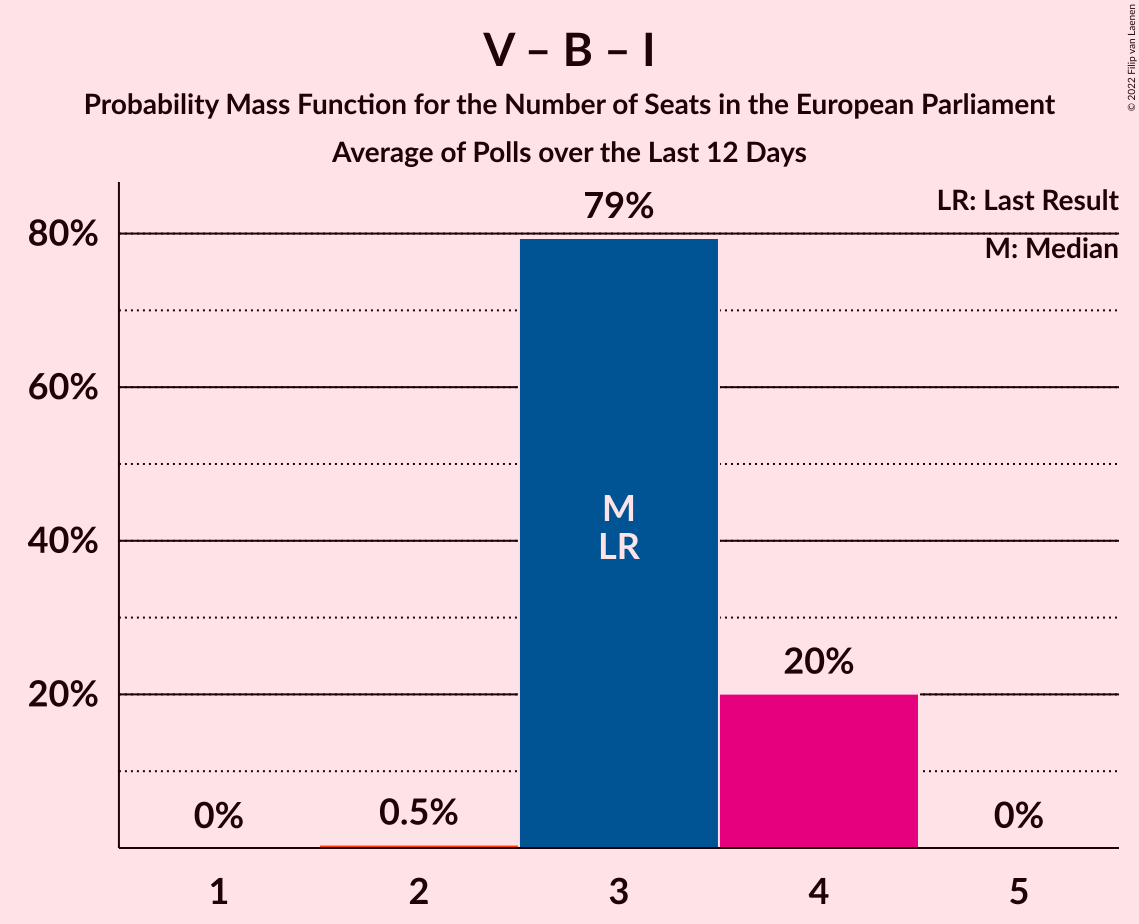 V – B – I
Probability Mass Function for the Number of Seats in the European Parliament
Average of Polls over the Last 12 Days
© 2022 Filip van Laenen
LR: Last Result
M: Median
80%
60%
40%
20%
0%
0.5%
79%
20%
0%
M
LR
1
2
3
4
5